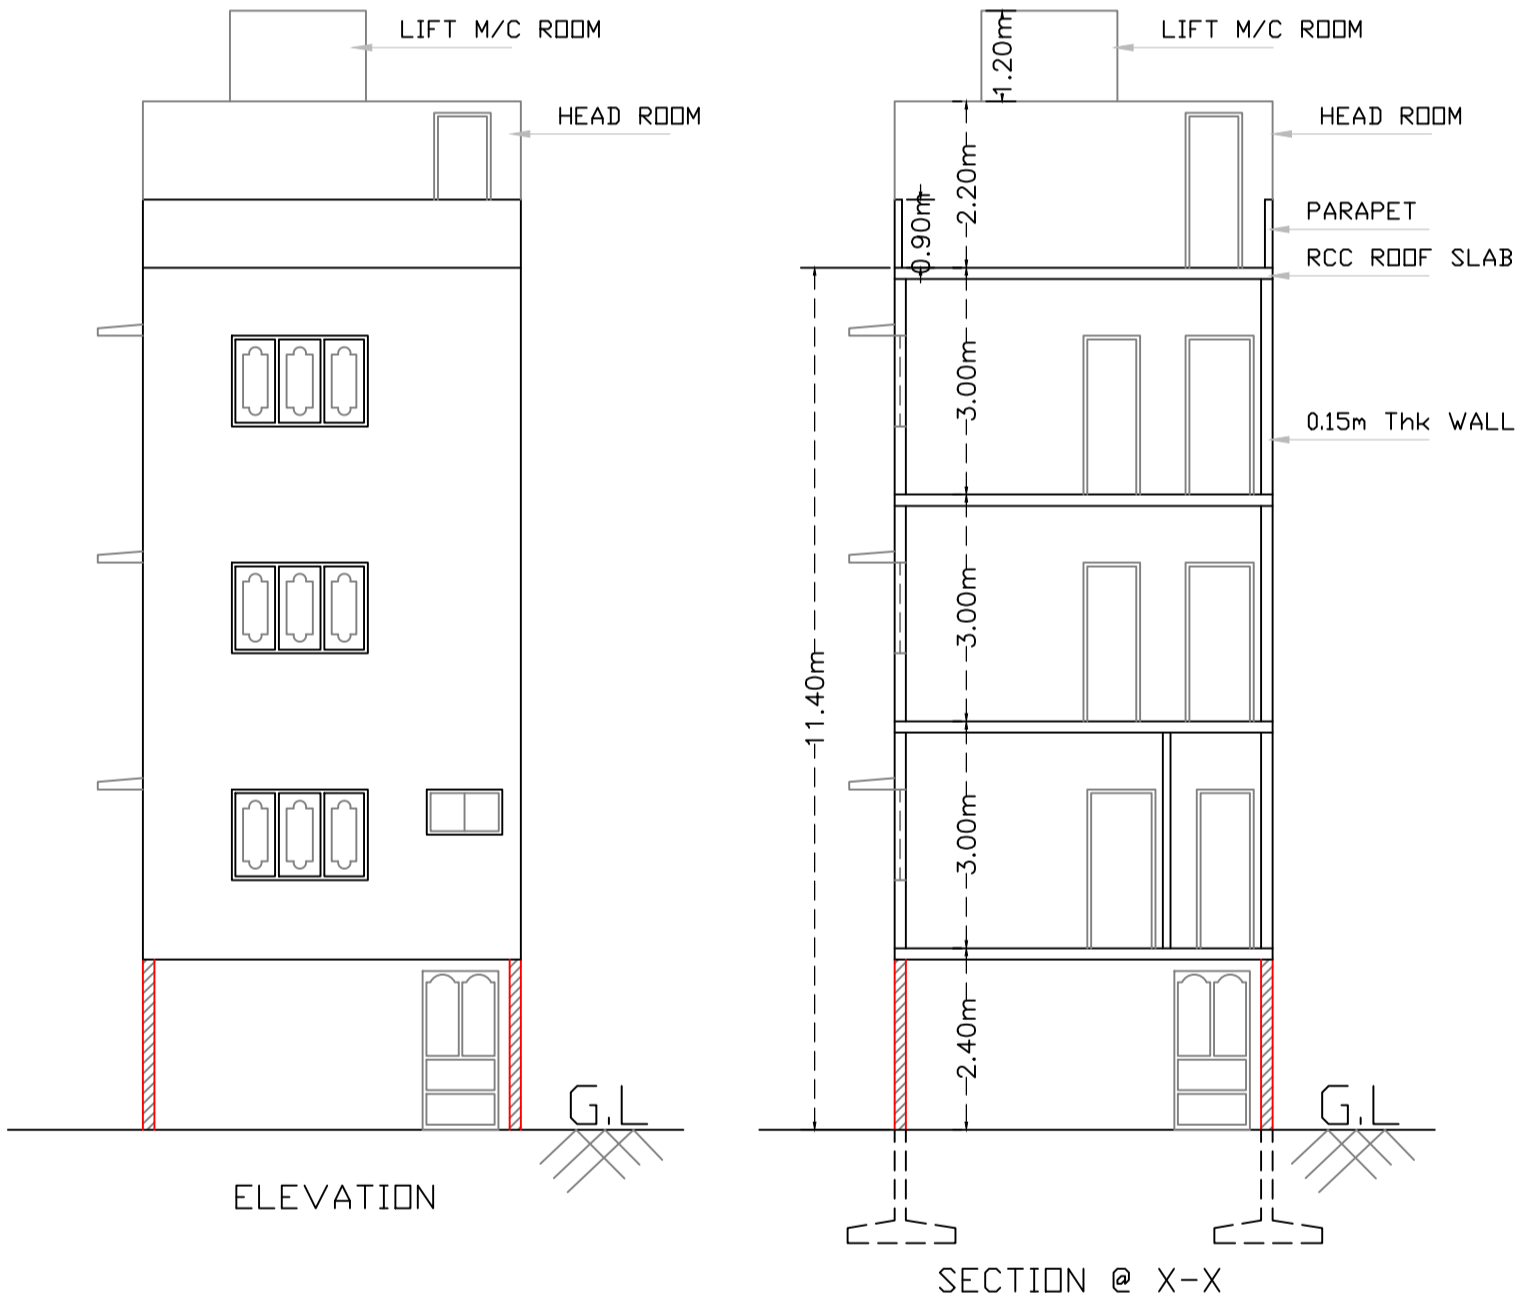 LIFT M/C ROOM
HEAD ROOM
G.L
ELEVATION
LIFT M/C ROOM
1.20m
HEAD ROOM
2.20m
0.90m
PARAPET
RCC ROOF SLAB
3.00m
0.15m Thk WALL
3.00m
11.40m
3.00m
2.40m
G.L
SECTION @ X-X